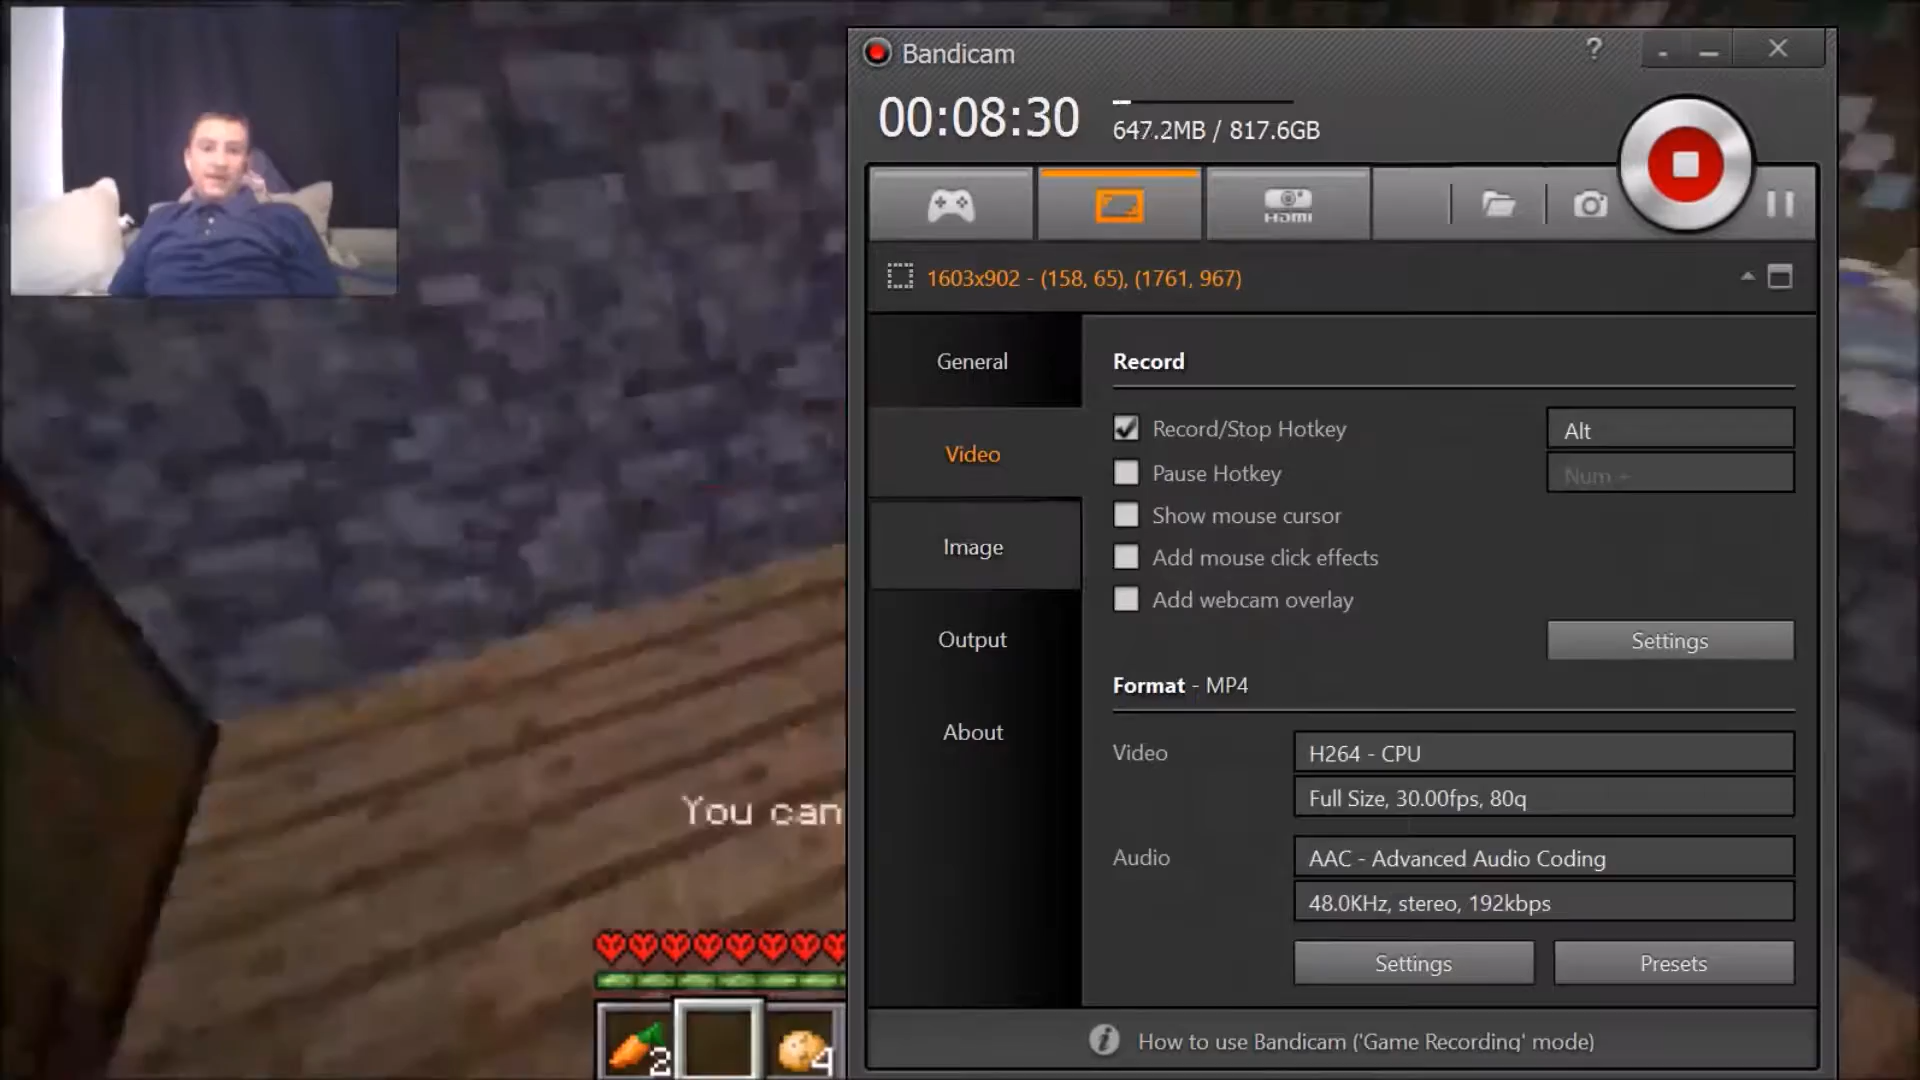 Bandicam
?
00:08:30
647.2MB / 817.6GB
HDMI
1603x902 - (158, 65), (1761, 967)
General
Video
Image
Output
About
Record
Record/Stop Hotkey
Alt
Pause Hotkey
Num -
Show mouse cursor
Add mouse click effects
Add webcam overlay
Settings
Format - MP4
Video
H264 - CPU
Full Size, 30.00fps, 80q
Audio
AAC - Advanced Audio Coding
48.0KHz, stereo, 192kbps
Settings
Presets
How to use Bandicam ('Game Recording' mode)
You can
2
4